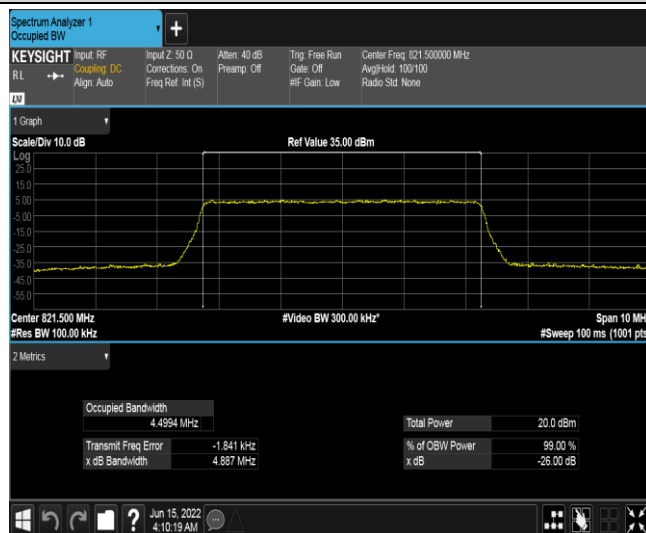 Spectrum Analyzer 1
Occupied BW
KEYSIGHT Input: RF Input Z: 50 Ω Atten: 40 dB Trig: Free Run Center Freq: 821.500000 MHz
RL Coupling: DC Corrections: On Preamp: Off Gate: Off Avg|Hold: 100/100
Align: Auto Freq Ref: Int (S) #IF Gain: Low Radio Std: None
LXI
1 Graph
Scale/Div 10.0 dB Ref Value 35.00 dBm
Log
25.0
15.0
5.00
-5.00
-15.0
-25.0
-35.0
-45.0
-55.0
Center 821.500 MHz #Video BW 300.00 kHz* Span 10 MH
#Res BW 100.00 kHz #Sweep 100 ms (1001 pts
2 Metrics
Occupied Bandwidth
4.4994 MHz Total Power 20.0 dBm
Transmit Freq Error -1.841 kHz % of OBW Power 99.00 %
x dB Bandwidth 4.887 MHz x dB -26.00 dB
? Jun 15, 2022
4:10:19 AM